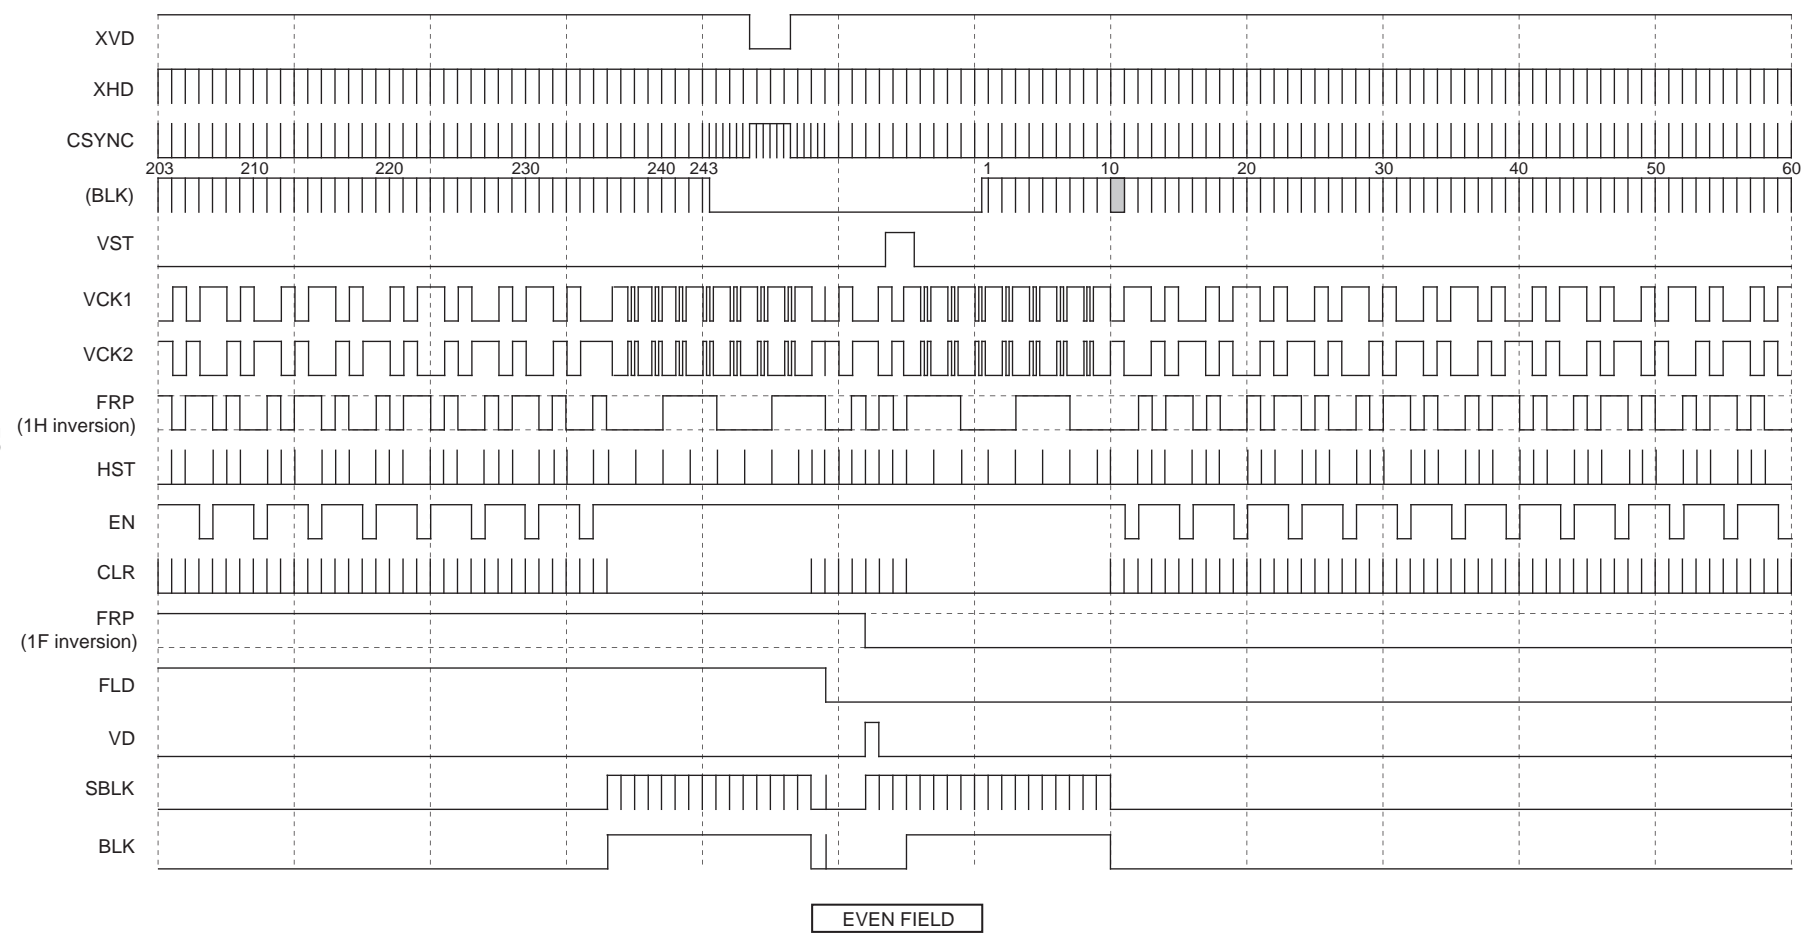 XVD
XHD
CSYNC
203 210 220 230 240 243 1 10 20 30 40 50 60
(BLK)
VST
VCK1
VCK2
FRP
(1H inversion)
HST
EN
CLR
FRP
(1F inversion)
FLD
VD
SBLK
BLK
EVEN FIELD